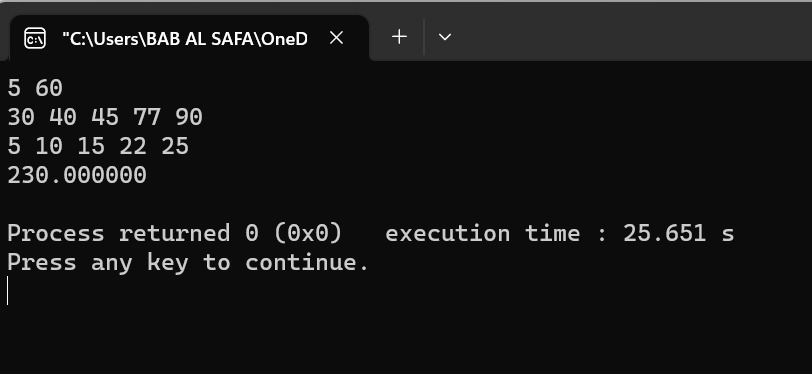 "C:\Users\BAB AL SAFA\OneD
5 60
30 40 45 77 90
5 10 15 22 25
230.000000
Process returned 0 (0x0)   execution time : 25.651 s
Press any key to continue.